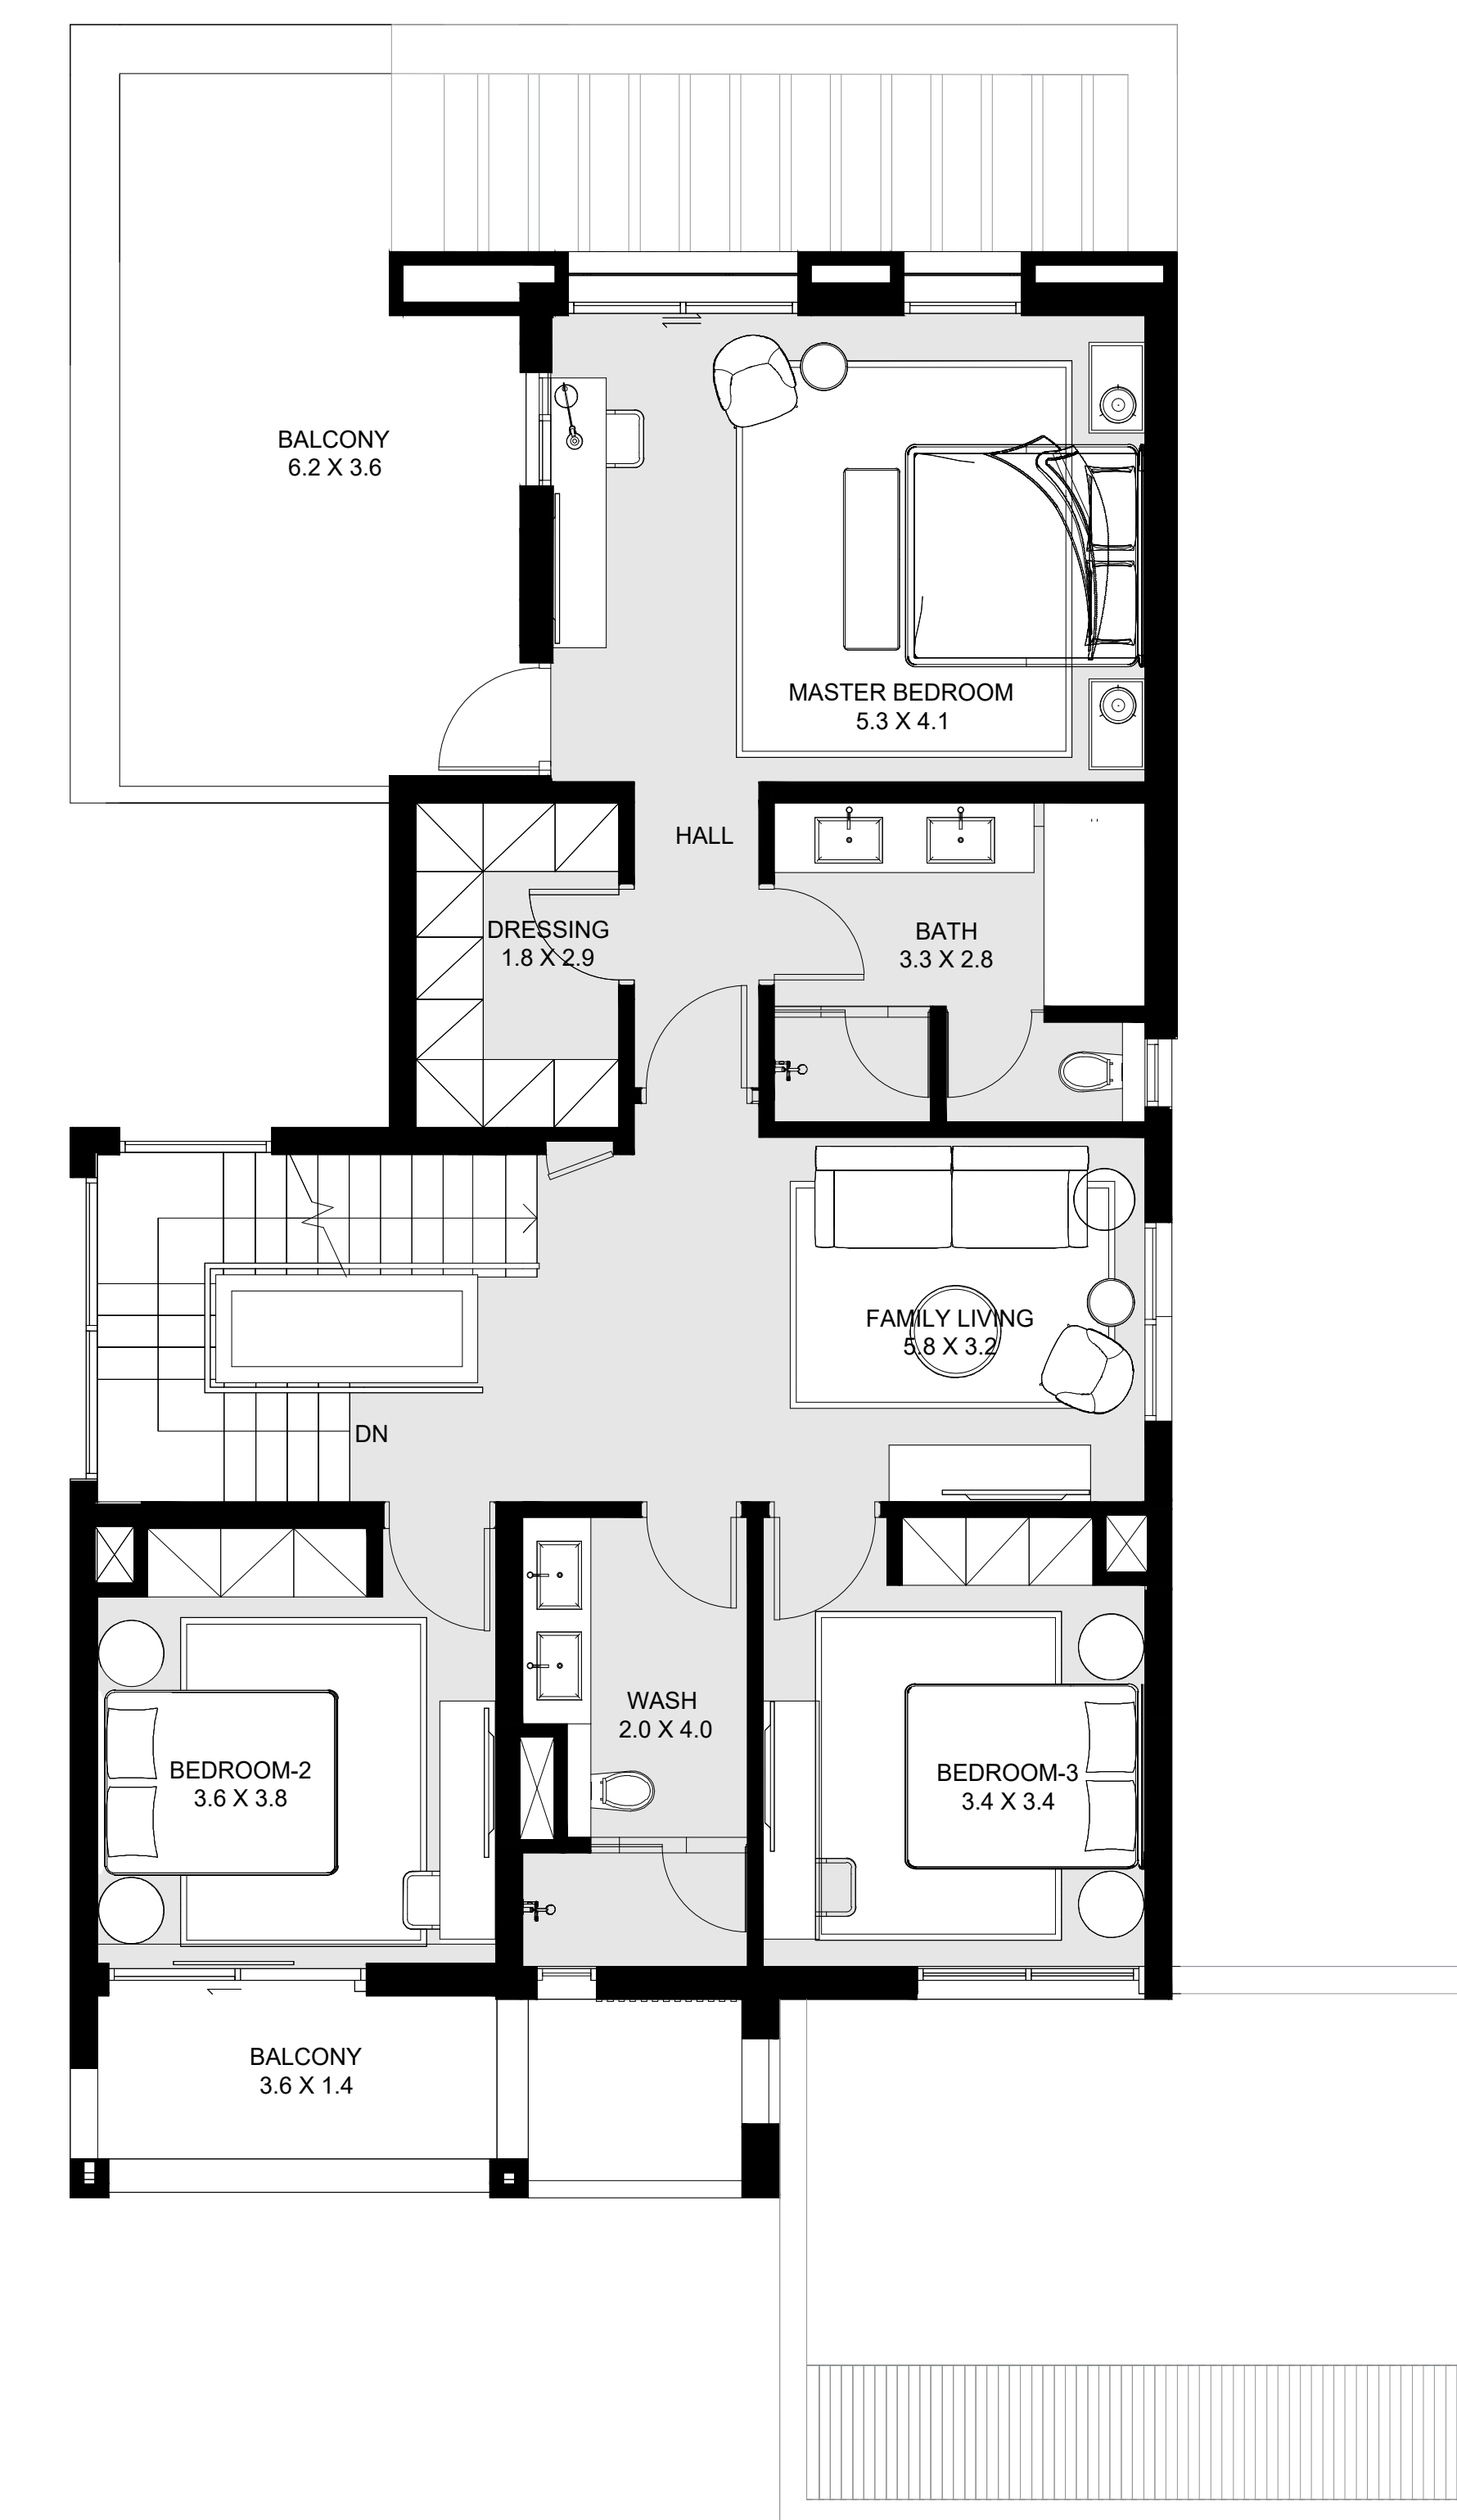 BALCONY
6.2 X 3.6
MASTER BEDROOM
5.3 X 4.1
HALL
DRESSING
1.8 X 2.9
BATH
3.3 X 2.8
FAMILY LIVING
5.8 X 3.2
DN
WASH
2.0 X 4.0
BEDROOM-2
3.6 X 3.8
BEDROOM-3
3.4 X 3.4
BALCONY
3.6 X 1.4